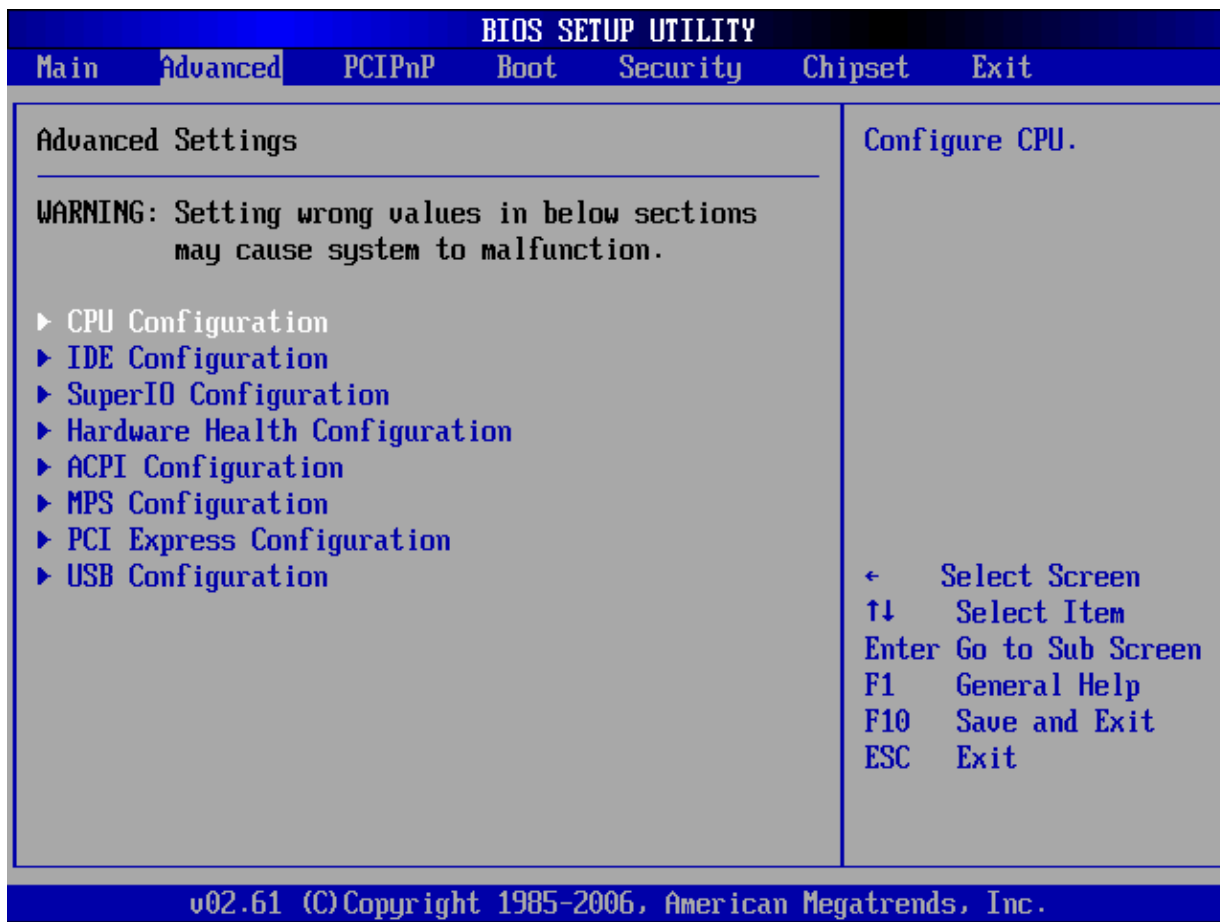 BIOS SETUP UTILITY
Main Advanced PCIPnP Boot Security Chipset Exit
Advanced Settings
WARNING: Setting wrong values in below sections
may cause system to malfunction.
▶ CPU Configuration
▶ IDE Configuration
▶ SuperIO Configuration
▶ Hardware Health Configuration
▶ ACPI Configuration
▶ MPS Configuration
▶ PCI Express Configuration
▶ USB Configuration
Configure CPU.
← Select Screen
↑↓ Select Item
Enter Go to Sub Screen
F1 General Help
F10 Save and Exit
ESC Exit
v02.61 (C)Copyright 1985-2006, American Megatrends, Inc.